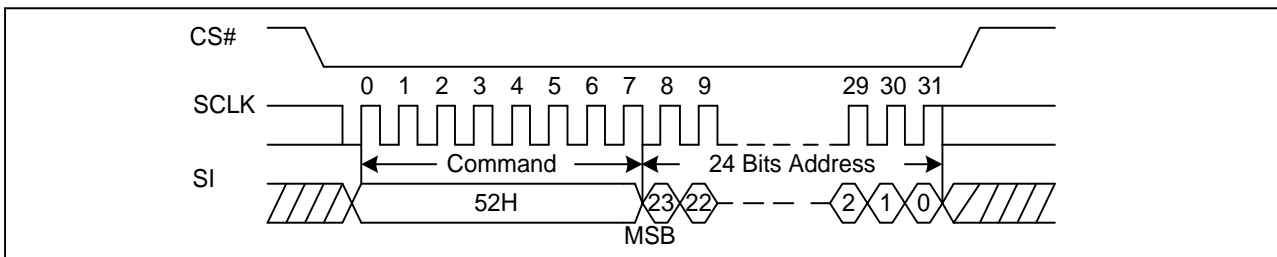 CS#
0 1 2 3 4 5 6 7 8 9 29 30 31
SCLK
Command 24 Bits Address
SI
52H 23 22 2 1 0
MSB